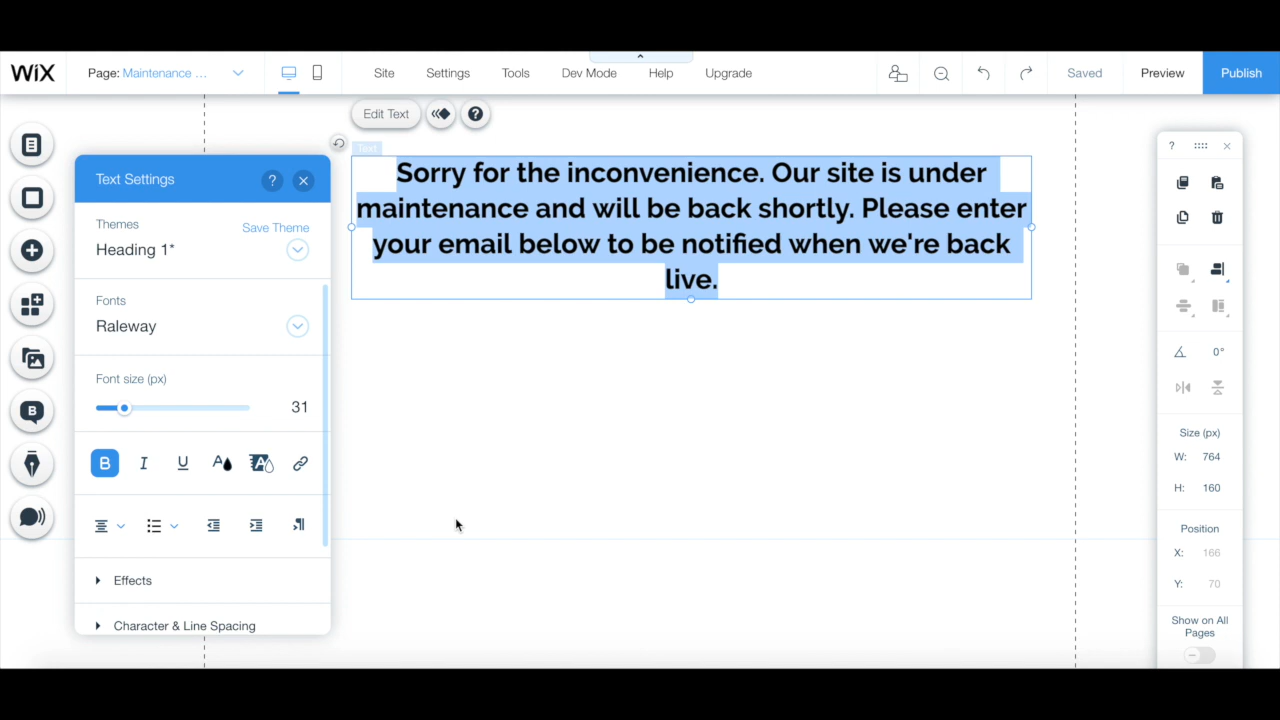 WiX
Page: Maintenance ...
Site
Settings
Tools
Dev Mode
Help
Upgrade
Saved
Preview
Publish
Edit Text
?
Text
Sorry for the inconvenience. Our site is under
maintenance and will be back shortly. Please enter
your email below to be notified when we're back
live.
Text Settings
?
Themes
Save Theme
Heading 1*
Fonts
Raleway
Font size (px)
31
B
I
U
A
A
Effects
Character & Line Spacing
B
?
0°
Size (px)
W: 764
H: 160
Position
X: 166
Y: 70
Show on All
Pages